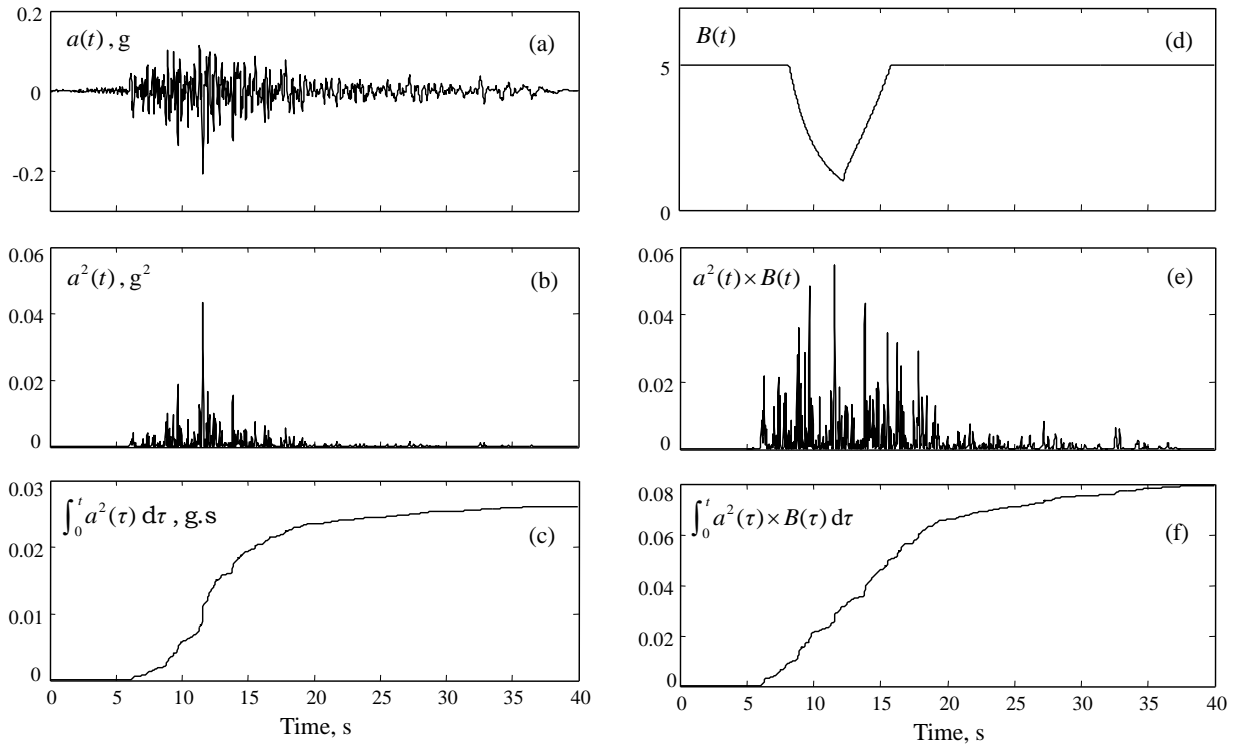 0.2
a(t) , g
(a)
0
-0.2
B(t)
(d)
5
0
0.06
a²(t) , g²
(b)
0.04
0.02
0
0.06
a²(t)×B(t)
(e)
0.04
0.02
0
0.03
∫₀ᵗ a²(τ) dτ , g.s
(c)
0.02
0.01
0
0 5 10 15 20 25 30 35 40
Time, s
0.08
∫₀ᵗ a²(τ)×B(τ) dτ
(f)
0.06
0.04
0.02
0
0 5 10 15 20 25 30 35 40
Time, s